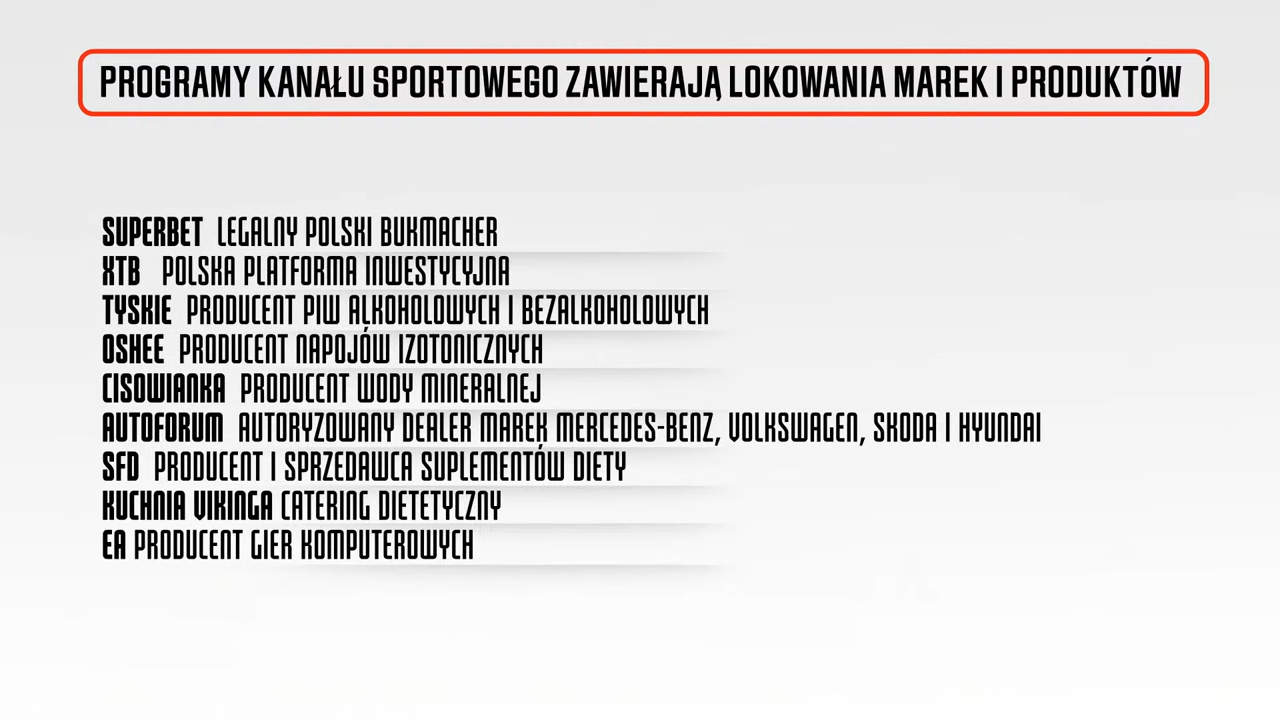 PROGRAMY KANAŁU SPORTOWEGO ZAWIERAJĄ LOKOWANIA MAREK I PRODUKTÓW
SUPERBET LEGALNY POLSKI BUKMACHER
XTB POLSKA PLATFORMA INWESTYCYJNA
TYSKIE PRODUCENT PIW ALKOHOLOWYCH I BEZALKOHOLOWYCH
OSHEE PRODUCENT NAPOJÓW IZOTONICZNYCH
CISOWIANKA PRODUCENT WODY MINERALNEJ
AUTOFORUM AUTORYZOWANY DEALER MAREK MERCEDES-BENZ, VOLKSWAGEN, SKODA I HYUNDAI
SFD PRODUCENT I SPRZEDAWCA SUPLEMENTÓW DIETY
KUCHNIA VIKINGA CATERING DIETETYCZNY
EA PRODUCENT GIER KOMPUTEROWYCH